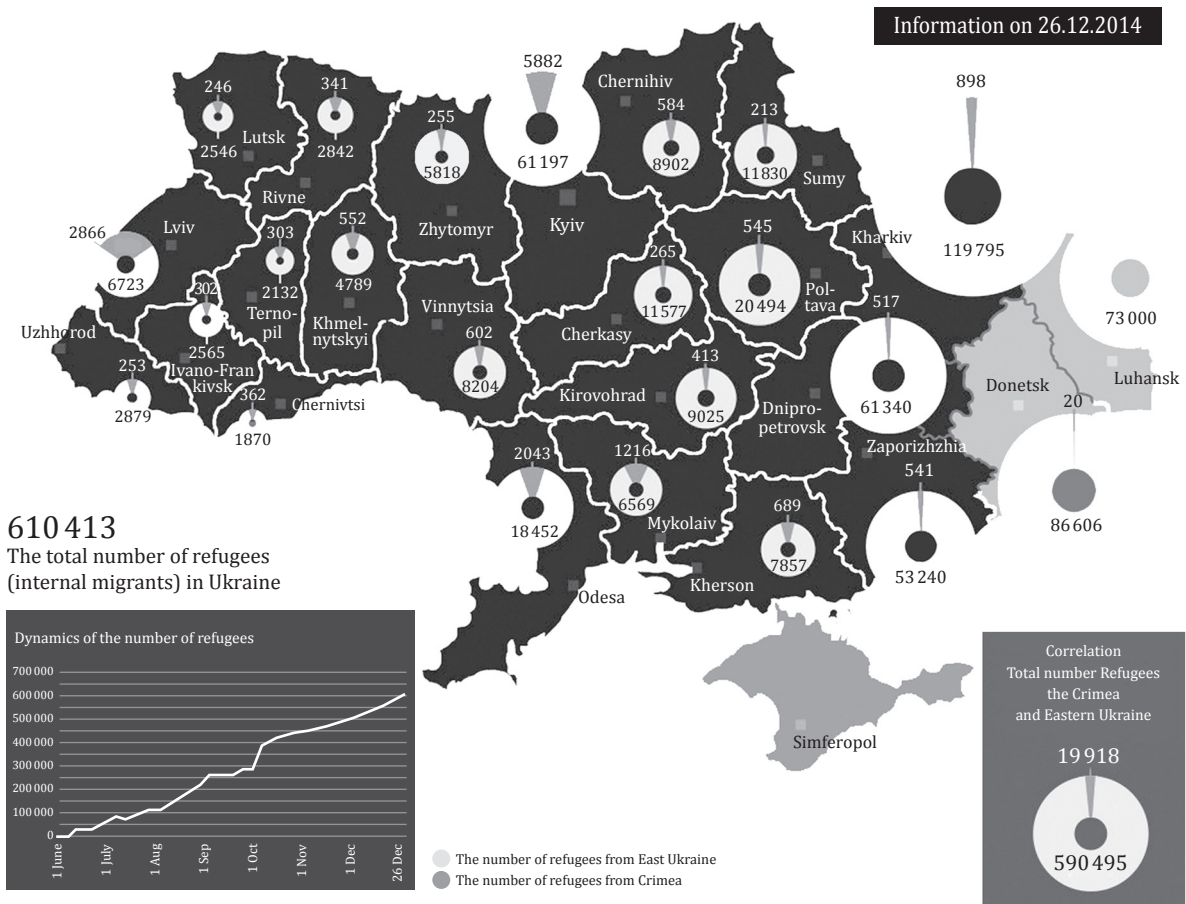 Information on 26.12.2014
246
Lutsk
2546
341
2842
Rivne
255
5818
Zhytomyr
5882
61 197
Kyiv
Chernihiv
584
8902
213
11830
Sumy
898
119 795
Kharkiv
2866
Lviv
6723
303
2132
Terno-
pil
552
4789
Khmel-
nytskyi
302
2565
Ivano-Fran
kivsk
Uzhhorod
253
2879
362
1870
Chernivtsi
Vinnytsia
602
8204
265
11577
Cherkasy
545
20 494
Pol-
tava
413
9025
Kirovohrad
517
61 340
Dnipro-
petrovsk
73 000
Luhansk
Donetsk
20
86 606
Zaporizhzhia
541
53 240
2043
18 452
Odesa
1216
6569
Mykolaiv
689
7857
Kherson
Simferopol
610 413
The total number of refugees
(internal migrants) in Ukraine
Dynamics of the number of refugees
700 000
600 000
500 000
400 000
300 000
200 000
100 000
0
1 June
1 July
1 Aug
1 Sep
1 Oct
1 Nov
1 Dec
26 Dec
The number of refugees from East Ukraine
The number of refugees from Crimea
Correlation
Total number Refugees
the Crimea
and Eastern Ukraine
19 918
590 495